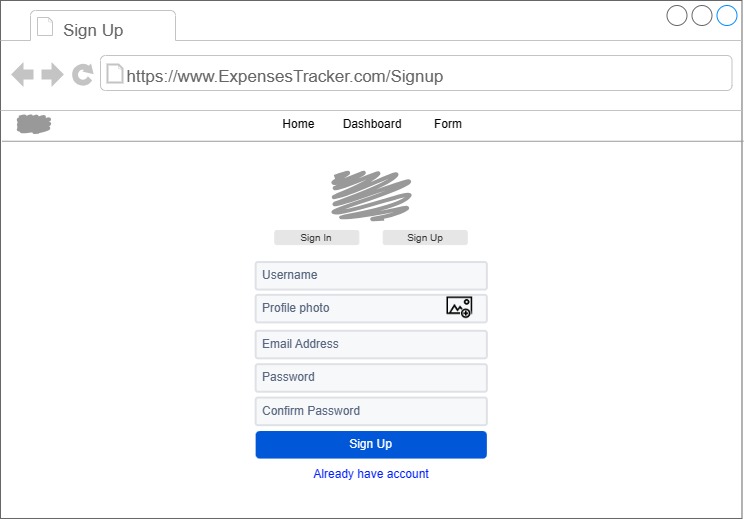 Sign Up
https://www.ExpensesTracker.com/Signup
Home Dashboard Form
Sign In Sign Up
Username
Profile photo
Email Address
Password
Confirm Password
Sign Up
Already have account